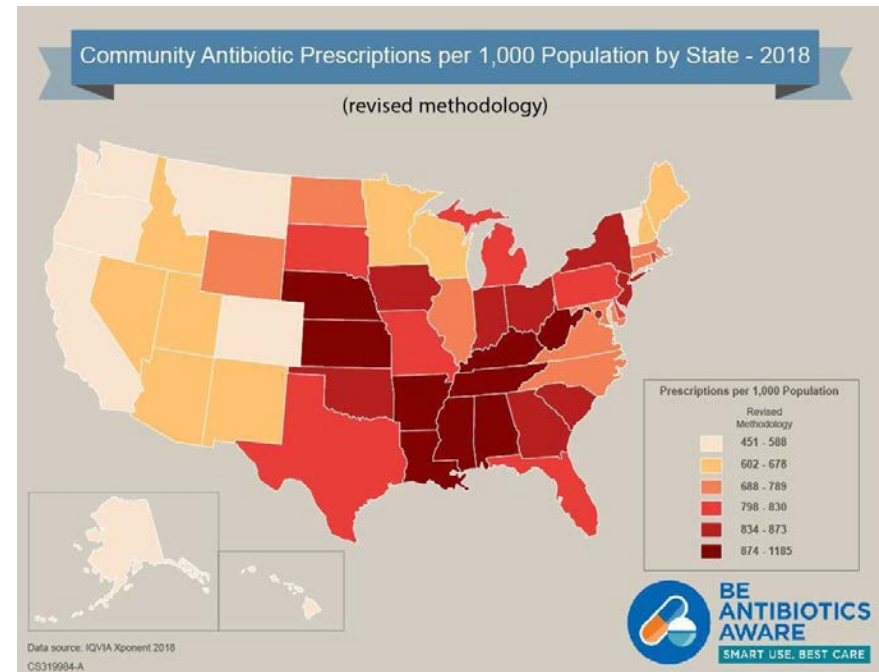 Community Antibiotic Prescriptions per 1,000 Population by State - 2018
(revised methodology)
Prescriptions per 1,000 Population
Revised
Methodology
451 - 588
602 - 678
688 - 789
798 - 830
834 - 873
874 - 1185
Data source: IQVIA Xponent 2018
CS319984-A
BE
ANTIBIOTICS
AWARE
SMART USE, BEST CARE